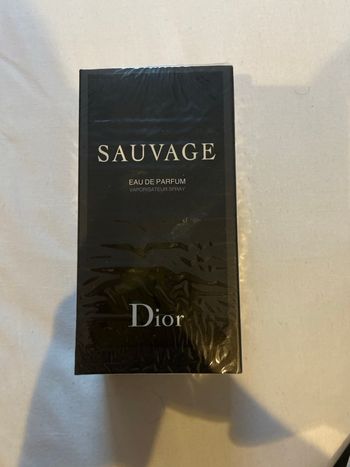 SAUVAGE
EAU DE PARFUM
VAPORISATEUR SPRAY
Dior